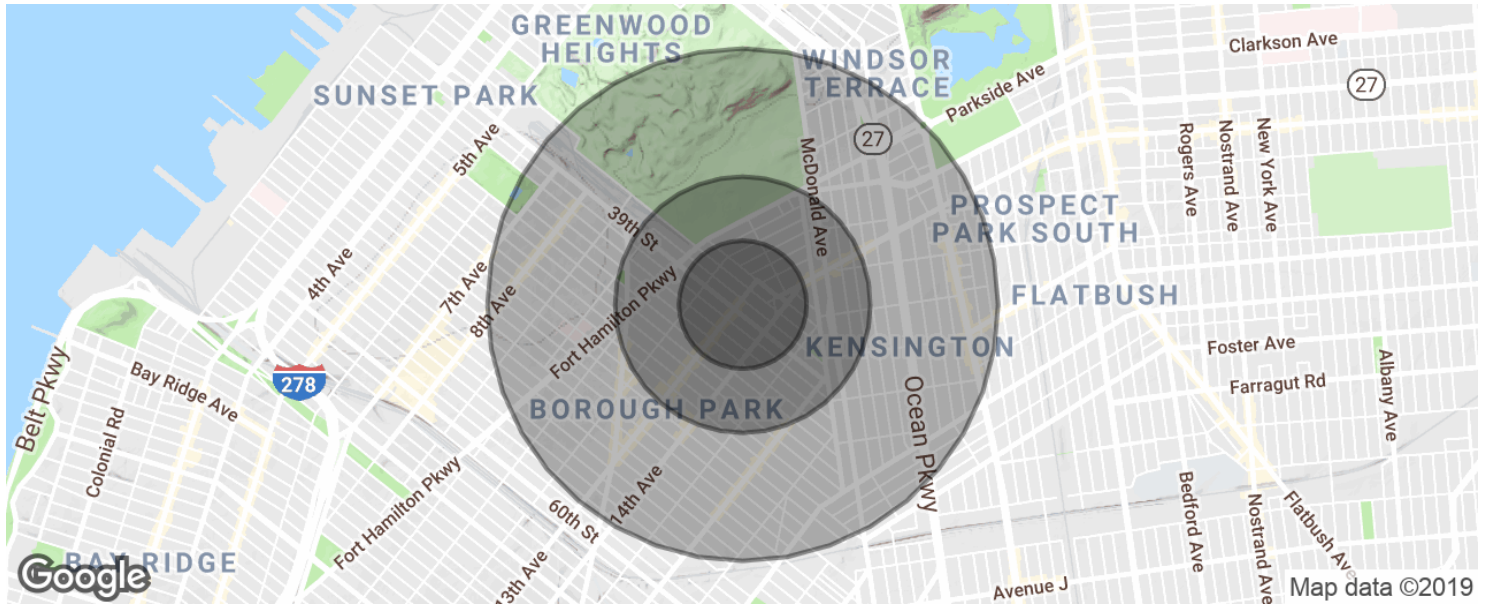 GREENWOOD
HEIGHTS
WINDSOR
TERRACE
Clarkson Ave
27
SUNSET PARK
Parkside Ave
5th Ave
27
McDonald Ave
Rogers Ave
Nostrand Ave
New York Ave
39th St
PROSPECT
PARK SOUTH
4th Ave
7th Ave
8th Ave
Fort Hamilton Pkwy
FLATBUSH
KENSINGTON
Foster Ave
Farragut Rd
Albany Ave
Belt Pkwy
Bay Ridge Ave
278
Colonial Rd
BOROUGH PARK
Ocean Pkwy
Fort Hamilton Pkwy
14th Ave
60th St
Bedford Ave
Nostrand Ave
Flatbush Ave
BAY RIDGE
13th Ave
Avenue J
Google
Map data ©2019